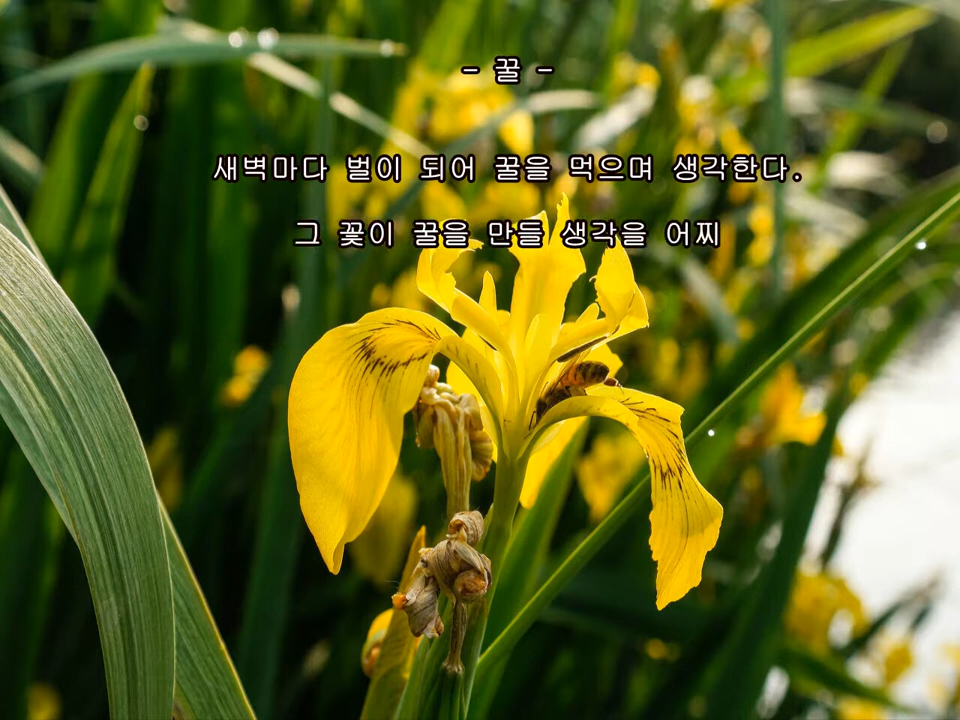 - 꿀 -
새벽마다 벌이 되어 꿀을 먹으며 생각한다.
그 꽃이 꿀을 만들 생각을 어찌